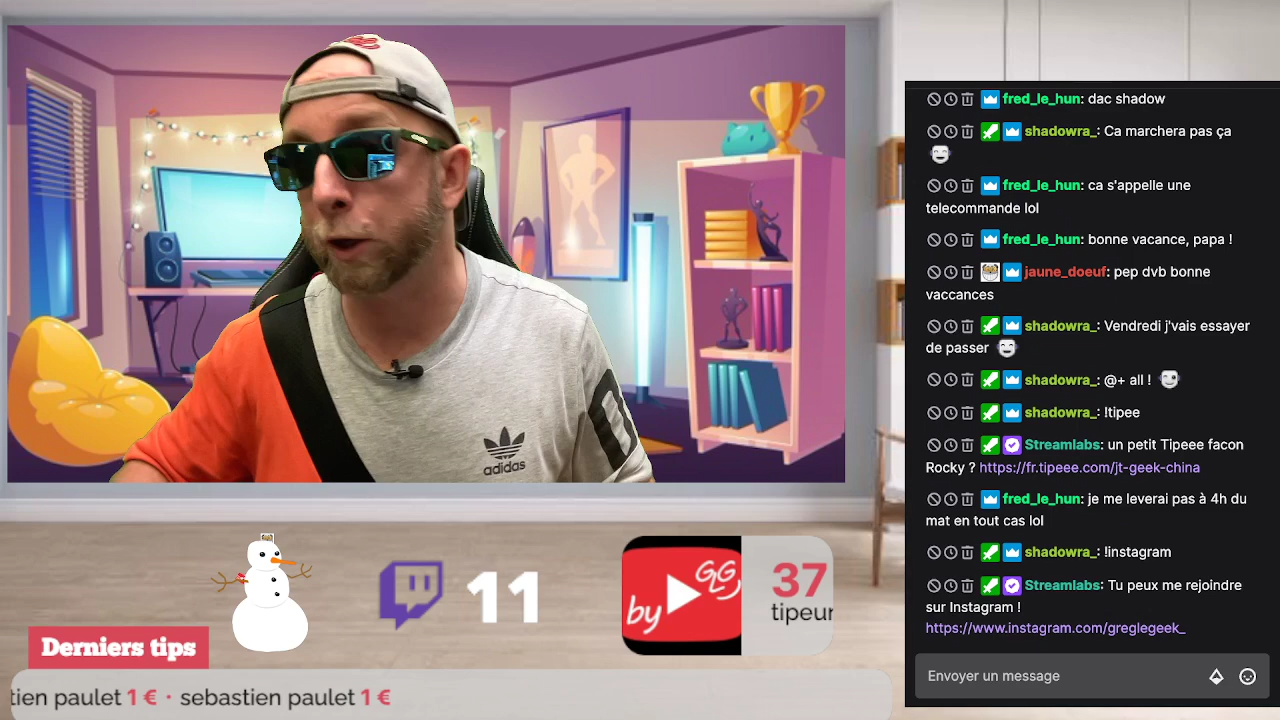 adidas
11
by GG
37
tipeur
Derniers tips
tien paulet 1 € · sebastien paulet 1 €
fred_le_hun: dac shadow
shadowra_: Ca marchera pas ça
fred_le_hun: ca s'appelle une
telecommande lol
fred_le_hun: bonne vacance, papa !
jaune_doeuf: pep dvb bonne
vaccances
shadowra_: Vendredi j'vais essayer
de passer
shadowra_: @+ all !
shadowra_: !tipee
Streamlabs: un petit Tipeee facon
Rocky ? https://fr.tipeee.com/jt-geek-china
fred_le_hun: je me leverai pas à 4h du
mat en tout cas lol
shadowra_: !instagram
Streamlabs: Tu peux me rejoindre
sur Instagram !
https://www.instagram.com/greglegeek_
Envoyer un message